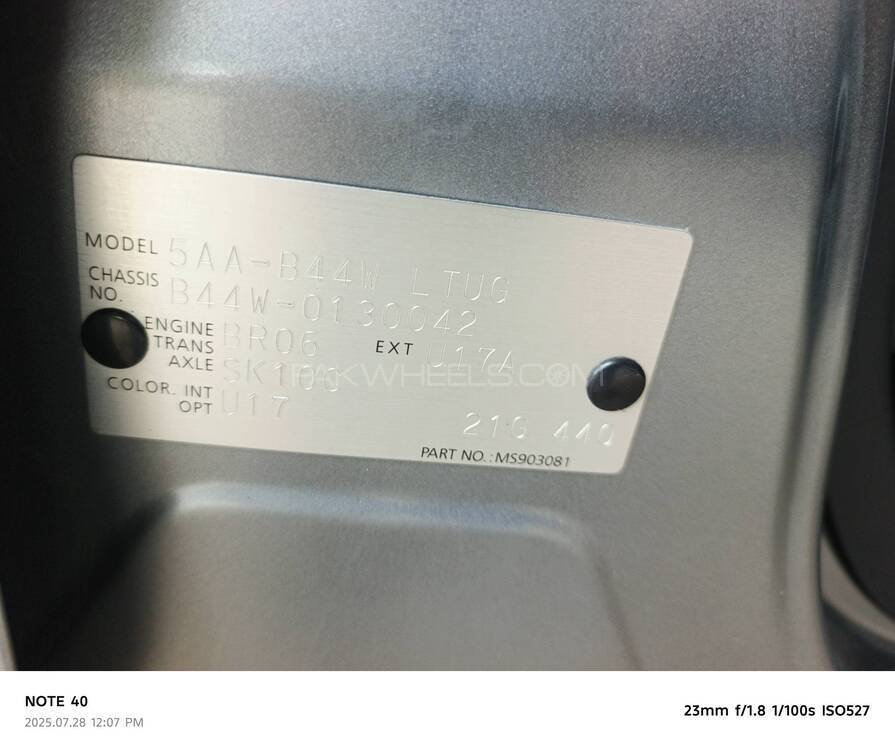 MODEL 5AA-B44W LTUG
CHASSIS NO. B44W-0130042
ENGINE BR06 EXT U17A
TRANS AXLE SK100
COLOR. INT U17
OPT 21G 440
PART NO.: MS903081
PAKWHEELS.COM
NOTE 40
2025.07.28 12:07 PM
23mm f/1.8 1/100s ISO527